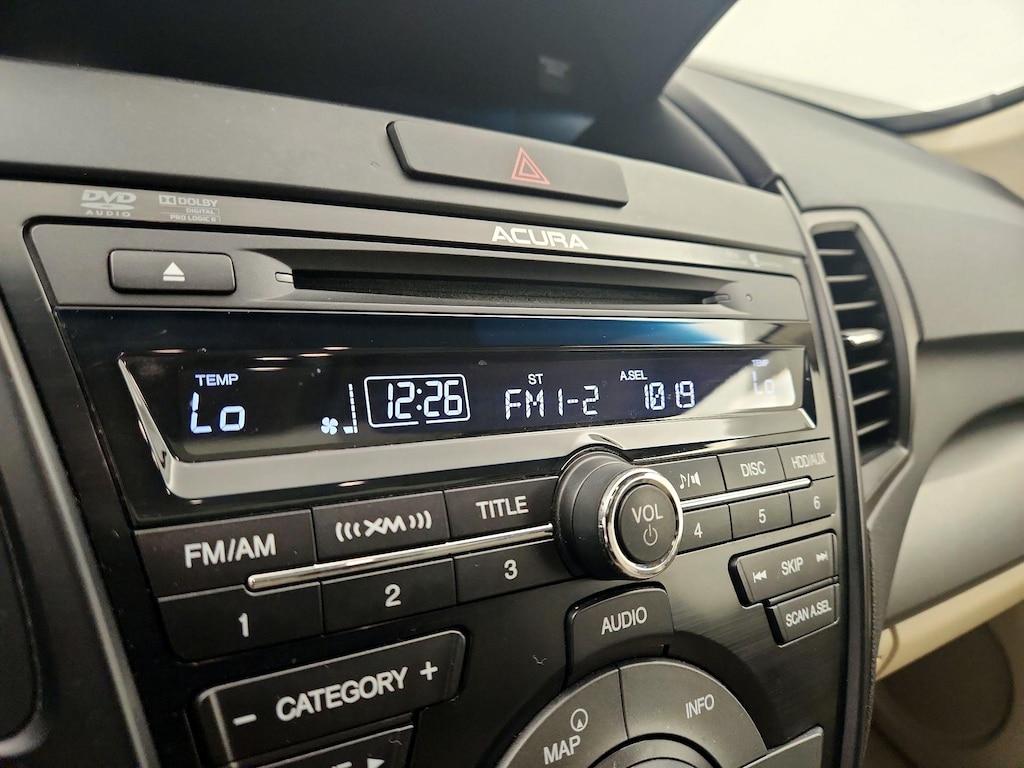 DVD
AUDIO
DOLBY
DIGITAL
PRO LOGIC II
ACURA
TEMP
Lo
12:26
ST
FM1-2
A.SEL
101.9
TEMP
Lo
FM/AM
XM
TITLE
DISC
HDD/AUX
VOL
1
2
3
4
5
6
SKIP
SCAN A.SEL
AUDIO
- CATEGORY +
MAP
INFO